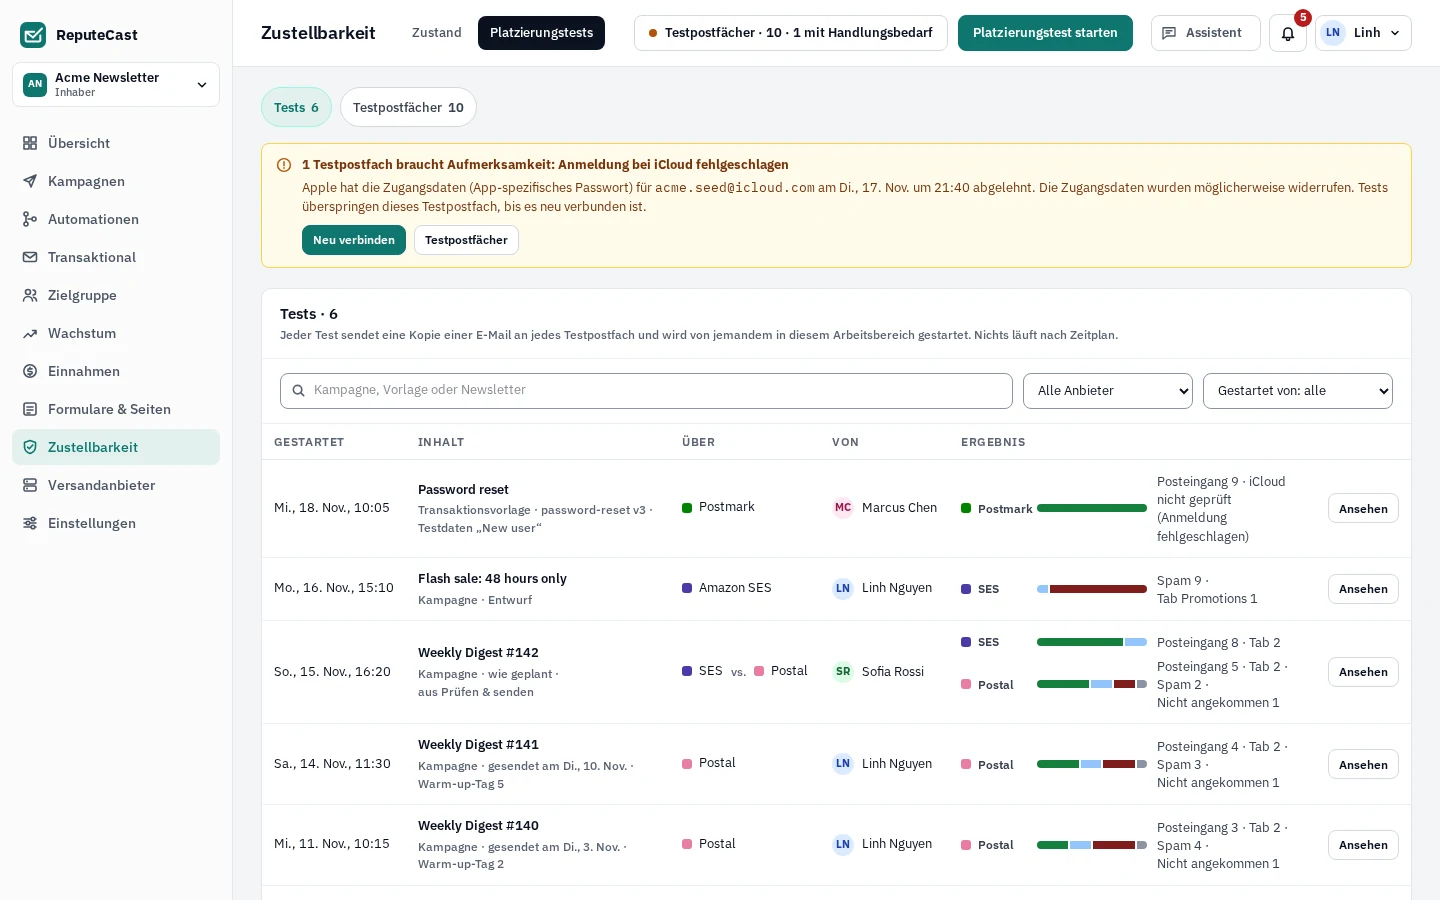 ReputeCast
AN
Acme Newsletter
Inhaber
Übersicht
Kampagnen
Automationen
Transaktional
Zielgruppe
Wachstum
Einnahmen
Formulare & Seiten
Zustellbarkeit
Versandanbieter
Einstellungen
Zustellbarkeit
Zustand
Platzierungstests
Testpostfächer · 10 · 1 mit Handlungsbedarf
Platzierungstest starten
Assistent
5
LN
Linh
Tests 6
Testpostfächer 10
1 Testpostfach braucht Aufmerksamkeit: Anmeldung bei iCloud fehlgeschlagen
Apple hat die Zugangsdaten (App-spezifisches Passwort) für acme.seed@icloud.com am Di., 17. Nov. um 21:40 abgelehnt. Die Zugangsdaten wurden möglicherweise widerrufen. Tests
überspringen dieses Testpostfach, bis es neu verbunden ist.
Neu verbinden
Testpostfächer
Tests · 6
Jeder Test sendet eine Kopie einer E-Mail an jedes Testpostfach und wird von jemandem in diesem Arbeitsbereich gestartet. Nichts läuft nach Zeitplan.
Kampagne, Vorlage oder Newsletter
Alle Anbieter
Gestartet von: alle
GESTARTET
INHALT
ÜBER
VON
ERGEBNIS
Mi., 18. Nov., 10:05
Password reset
Transaktionsvorlage · password-reset v3 ·
Testdaten „New user“
Postmark
MC
Marcus Chen
Postmark
Posteingang 9 · iCloud
nicht geprüft
(Anmeldung
fehlgeschlagen)
Ansehen
Mo., 16. Nov., 15:10
Flash sale: 48 hours only
Kampagne · Entwurf
Amazon SES
LN
Linh Nguyen
SES
Spam 9 ·
Tab Promotions 1
Ansehen
So., 15. Nov., 16:20
Weekly Digest #142
Kampagne · wie geplant ·
aus Prüfen & senden
SES vs. Postal
SR
Sofia Rossi
SES
Posteingang 8 · Tab 2
Postal
Posteingang 5 · Tab 2 ·
Spam 2 ·
Nicht angekommen 1
Ansehen
Sa., 14. Nov., 11:30
Weekly Digest #141
Kampagne · gesendet am Di., 10. Nov. ·
Warm-up-Tag 5
Postal
LN
Linh Nguyen
Postal
Posteingang 4 · Tab 2 ·
Spam 3 ·
Nicht angekommen 1
Ansehen
Mi., 11. Nov., 10:15
Weekly Digest #140
Kampagne · gesendet am Di., 3. Nov. ·
Warm-up-Tag 2
Postal
LN
Linh Nguyen
Postal
Posteingang 3 · Tab 2 ·
Spam 4 ·
Nicht angekommen 1
Ansehen